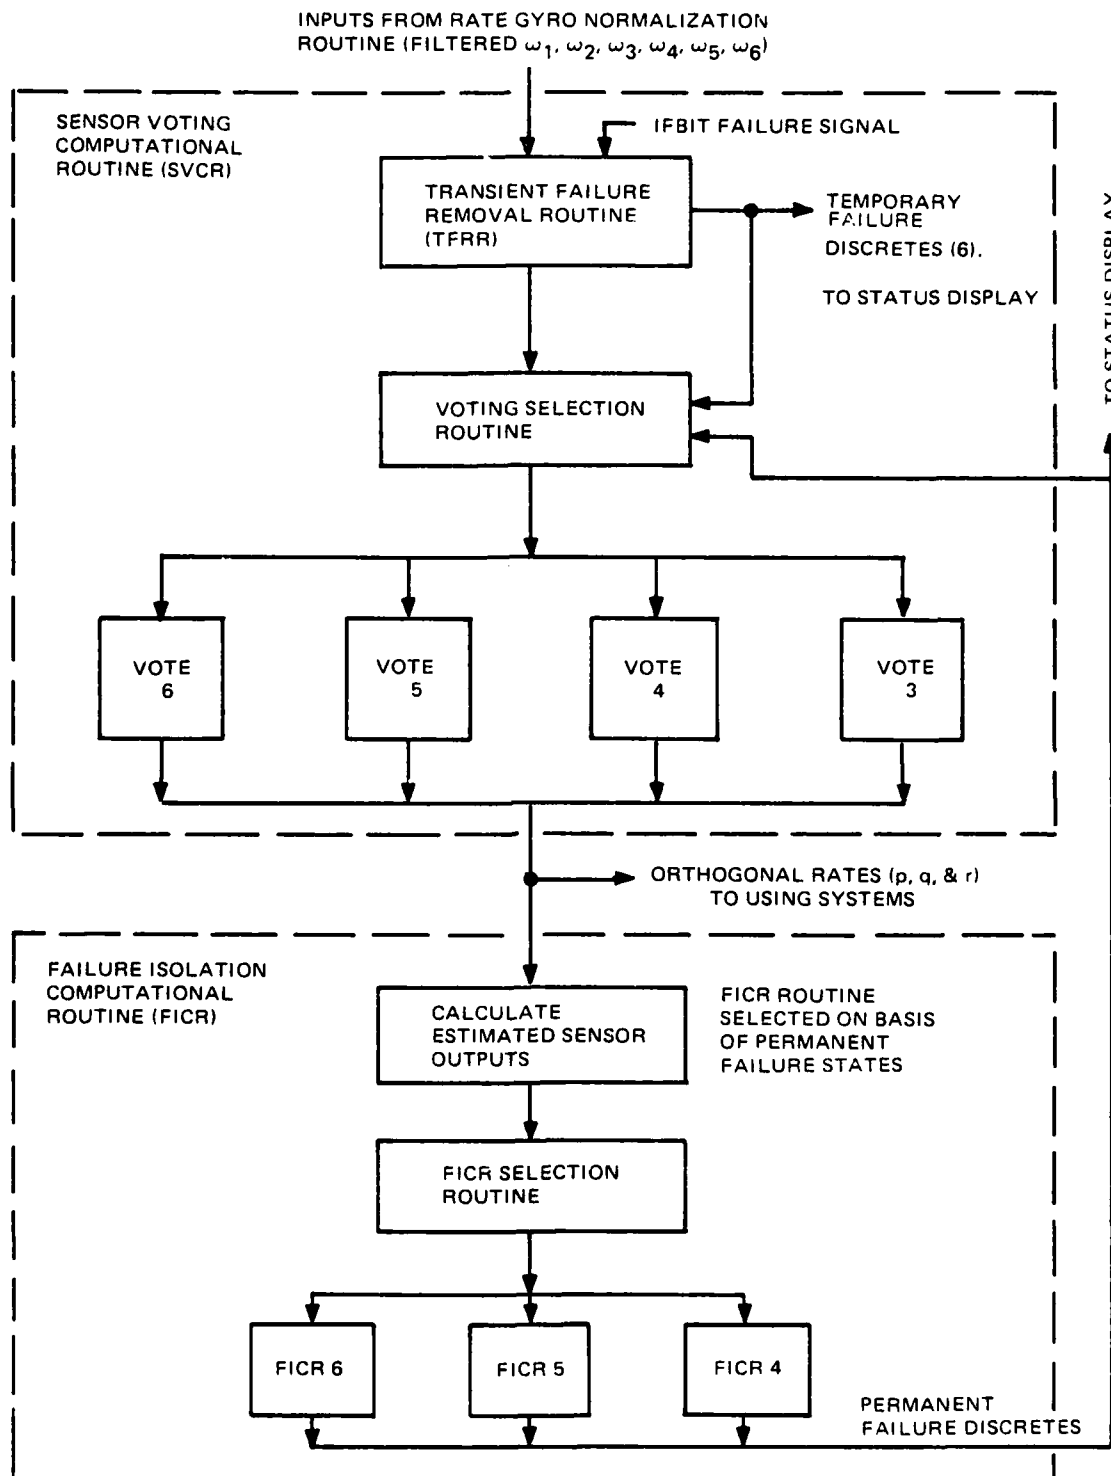 INPUTS FROM RATE GYRO NORMALIZATION
ROUTINE (FILTERED ω1, ω2, ω3, ω4, ω5, ω6)
SENSOR VOTING
COMPUTATIONAL
ROUTINE (SVCR)
IFBIT FAILURE SIGNAL
TRANSIENT FAILURE
REMOVAL ROUTINE
(TFRR)
TEMPORARY
FAILURE
DISCRETES (6).
TO STATUS DISPLAY
TO STATUS DISPLAY
VOTING SELECTION
ROUTINE
VOTE
6
VOTE
5
VOTE
4
VOTE
3
ORTHOGONAL RATES (p, q, & r)
TO USING SYSTEMS
FAILURE ISOLATION
COMPUTATIONAL
ROUTINE (FICR)
CALCULATE
ESTIMATED SENSOR
OUTPUTS
FICR ROUTINE
SELECTED ON BASIS
OF PERMANENT
FAILURE STATES
FICR SELECTION
ROUTINE
FICR 6
FICR 5
FICR 4
PERMANENT
FAILURE DISCRETES